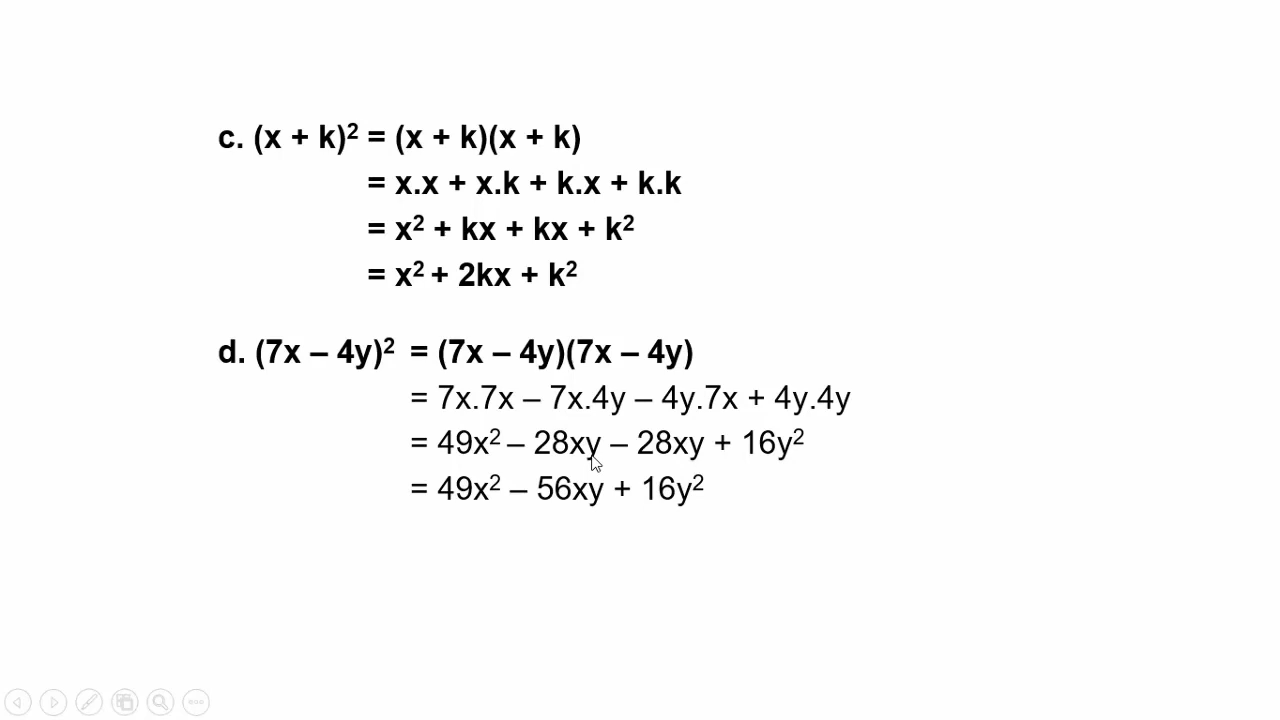 c. (x + k)² = (x + k)(x + k)
= x.x + x.k + k.x + k.k
= x² + kx + kx + k²
= x² + 2kx + k²
d. (7x – 4y)² = (7x – 4y)(7x – 4y)
= 7x.7x – 7x.4y – 4y.7x + 4y.4y
= 49x² – 28xy – 28xy + 16y²
= 49x² – 56xy + 16y²